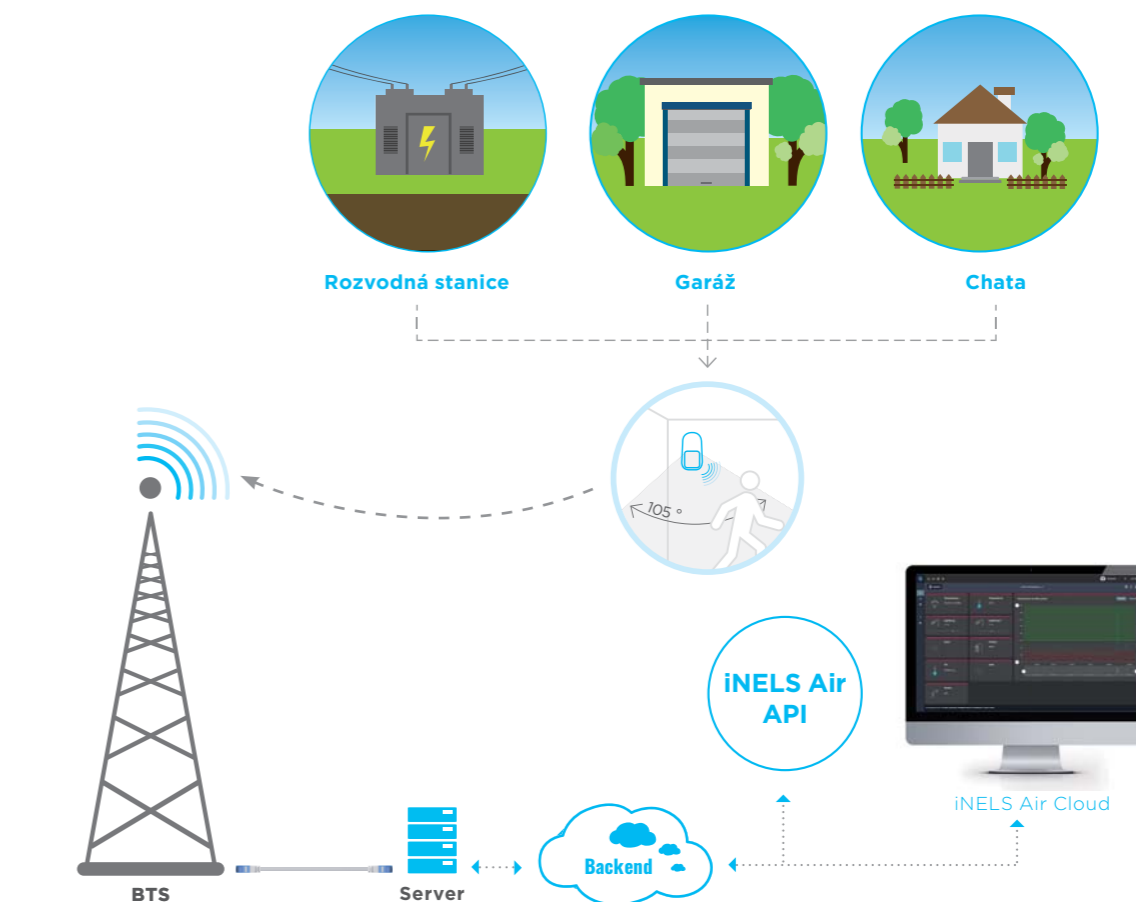 Rozvodná stanice
Garáž
Chata
105 °
iNELS Air
API
iNELS Air Cloud
Backend
BTS
Server